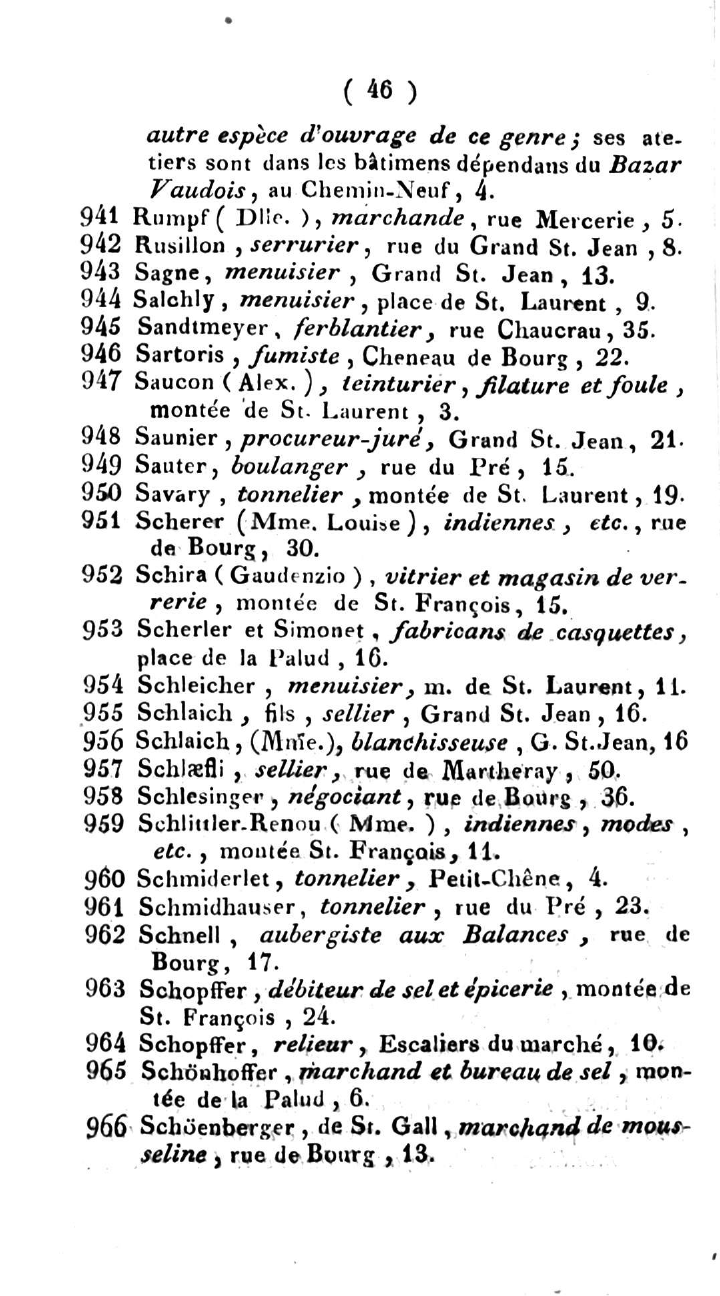 ( 46 )
autre espèce d'ouvrage de ce genre; ses ate-
tiers sont dans les bâtimens dépendans du Bazar
Vaudois, au Chemin-Neuf, 4.
941 Rumpf ( Dlle. ), marchande, rue Mercerie, 5.
942 Rusillon, serrurier, rue du Grand St. Jean, 8.
943 Sagne, menuisier, Grand St. Jean, 13.
944 Salchly, menuisier, place de St. Laurent, 9.
945 Sandtmeyer, ferblantier, rue Chaucrau, 35.
946 Sartoris, fumiste, Cheneau de Bourg, 22.
947 Saucon ( Alex. ), teinturier, filature et foule,
montée de St. Laurent, 3.
948 Saunier, procureur-juré, Grand St. Jean, 21.
949 Sauter, boulanger, rue du Pré, 15.
950 Savary, tonnelier, montée de St. Laurent, 19.
951 Scherer (Mme. Louise), indiennes, etc., rue
de Bourg, 30.
952 Schira ( Gaudenzio ), vitrier et magasin de ver-
rerie, montée de St. François, 15.
953 Scherler et Simonet, fabricans de casquettes,
place de la Palud, 16.
954 Schleicher, menuisier, m. de St. Laurent, 11.
955 Schlaich, fils, sellier, Grand St. Jean, 16.
956 Schlaich, (Mme.), blanchisseuse, G. St. Jean, 16
957 Schlæfli, sellier, rue de Martheray, 50.
958 Schlesinger, négociant, rue de Bourg, 36.
959 Schlittler-Renou ( Mme. ), indiennes, modes,
etc., montée St. François, 11.
960 Schmiderlet, tonnelier, Petit-Chêne, 4.
961 Schmidhauser, tonnelier, rue du Pré, 23.
962 Schnell, aubergiste aux Balances, rue de
Bourg, 17.
963 Schopffer, débiteur de sel et épicerie, montée de
St. François, 24.
964 Schopffer, relieur, Escaliers du marché, 10.
965 Schönhoffer, marchand et bureau de sel, mon-
tée de la Palud, 6.
966 Schöenberger, de St. Gall, marchand de mous-
seline, rue de Bourg, 13.